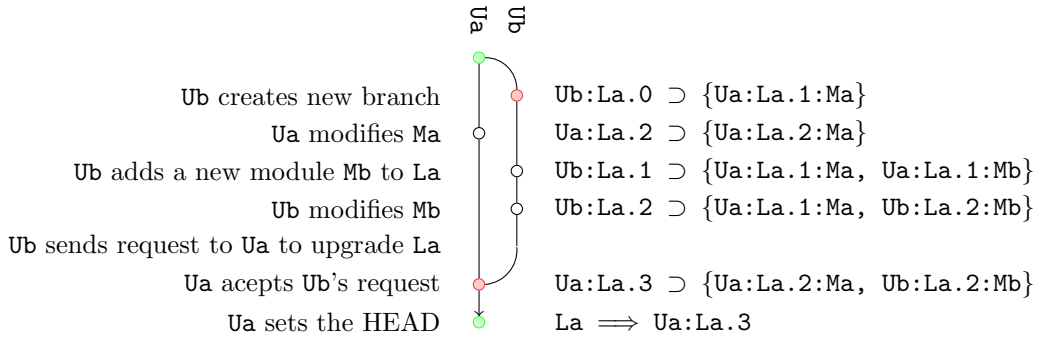 Ua Ub
Ub creates new branch Ub:La.0 ⊃ {Ua:La.1:Ma}
Ua modifies Ma Ua:La.2 ⊃ {Ua:La.2:Ma}
Ub adds a new module Mb to La Ub:La.1 ⊃ {Ua:La.1:Ma, Ua:La.1:Mb}
Ub modifies Mb Ub:La.2 ⊃ {Ua:La.1:Ma, Ub:La.2:Mb}
Ub sends request to Ua to upgrade La
Ua acepts Ub's request Ua:La.3 ⊃ {Ua:La.2:Ma, Ub:La.2:Mb}
Ua sets the HEAD La ⟹ Ua:La.3